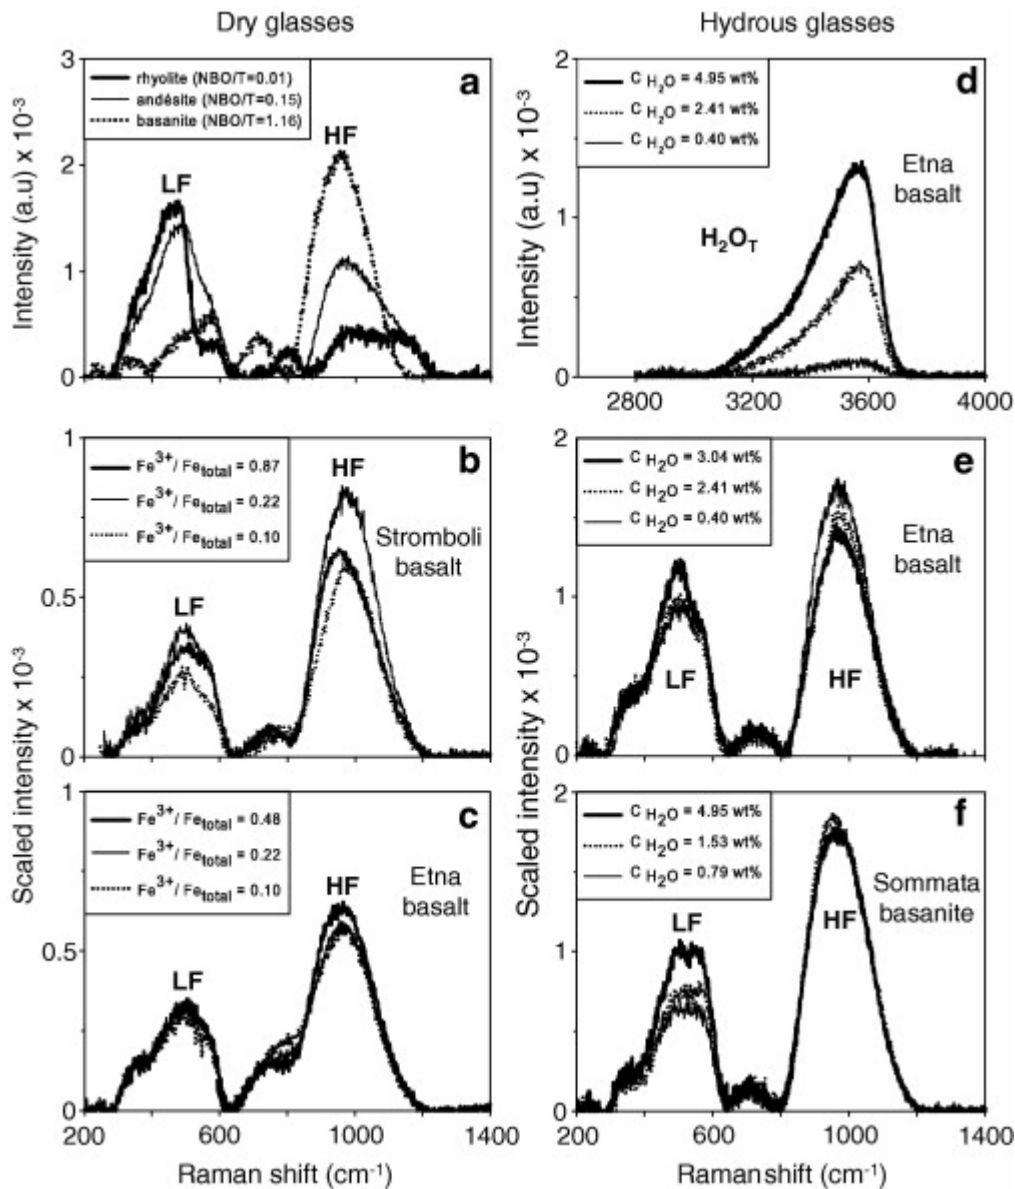 Dry glasses
Hydrous glasses
3
2
1
0
Intensity (a.u) x 10⁻³
rhyolite (NBO/T=0.01)
andésite (NBO/T=0.15)
basanite (NBO/T=1.16)
a
LF
HF
2
1
0
Intensity (a.u) x 10⁻³
C H₂O = 4.95 wt%
C H₂O = 2.41 wt%
C H₂O = 0.40 wt%
d
Etna
basalt
H₂OT
2800
3200
3600
4000
1
0.5
0
Fe³⁺/ Fetotal = 0.87
Fe³⁺/ Fetotal = 0.22
Fe³⁺/ Fetotal = 0.10
b
HF
Stromboli
basalt
LF
2
1
0
C H₂O = 3.04 wt%
C H₂O = 2.41 wt%
C H₂O = 0.40 wt%
e
Etna
basalt
LF
HF
Scaled intensity x 10⁻³
Scaled intensity x 10⁻³
1
0.5
0
Fe³⁺/ Fetotal = 0.48
Fe³⁺/ Fetotal = 0.22
Fe³⁺/ Fetotal = 0.10
c
Etna
basalt
HF
LF
200
600
1000
1400
Raman shift (cm⁻¹)
2
1
0
C H₂O = 4.95 wt%
C H₂O = 1.53 wt%
C H₂O = 0.79 wt%
f
Sommata
basanite
LF
HF
200
600
1000
1400
Raman shift (cm⁻¹)